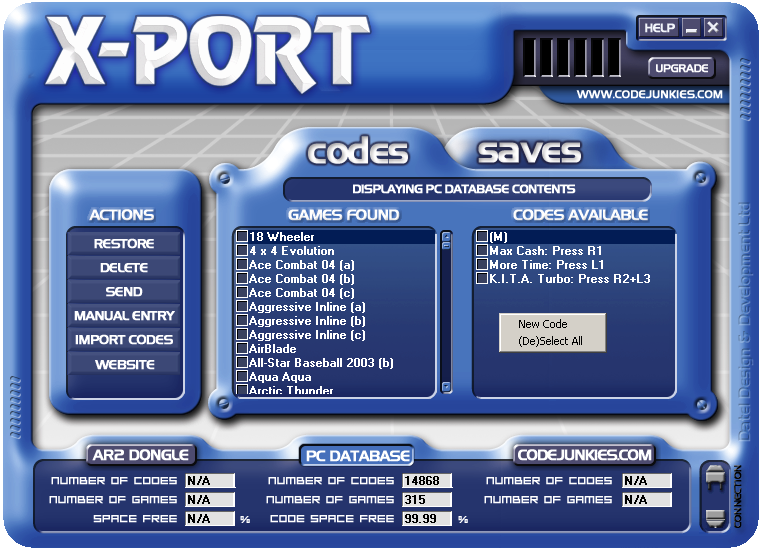 X-PORT
HELP
UPGRADE
WWW.CODEJUNKIES.COM
codes
saves
DISPLAYING PC DATABASE CONTENTS
ACTIONS
RESTORE
DELETE
SEND
MANUAL ENTRY
IMPORT CODES
WEBSITE
GAMES FOUND
18 Wheeler
4 x 4 Evolution
Ace Combat 04 (a)
Ace Combat 04 (b)
Ace Combat 04 (c)
Aggressive Inline (a)
Aggressive Inline (b)
Aggressive Inline (c)
AirBlade
All-Star Baseball 2003 (b)
Aqua Aqua
Arctic Thunder
CODES AVAILABLE
(M)
Max Cash: Press R1
More Time: Press L1
K.I.T.A. Turbo: Press R2+L3
New Code
(De)Select All
Datel Design & Development Ltd
AR2 DONGLE
NUMBER OF CODES N/A
NUMBER OF GAMES N/A
SPACE FREE N/A %
PC DATABASE
NUMBER OF CODES 14868
NUMBER OF GAMES 315
CODE SPACE FREE 99.99 %
CODEJUNKIES.COM
NUMBER OF CODES N/A
NUMBER OF GAMES N/A
CONNECTION